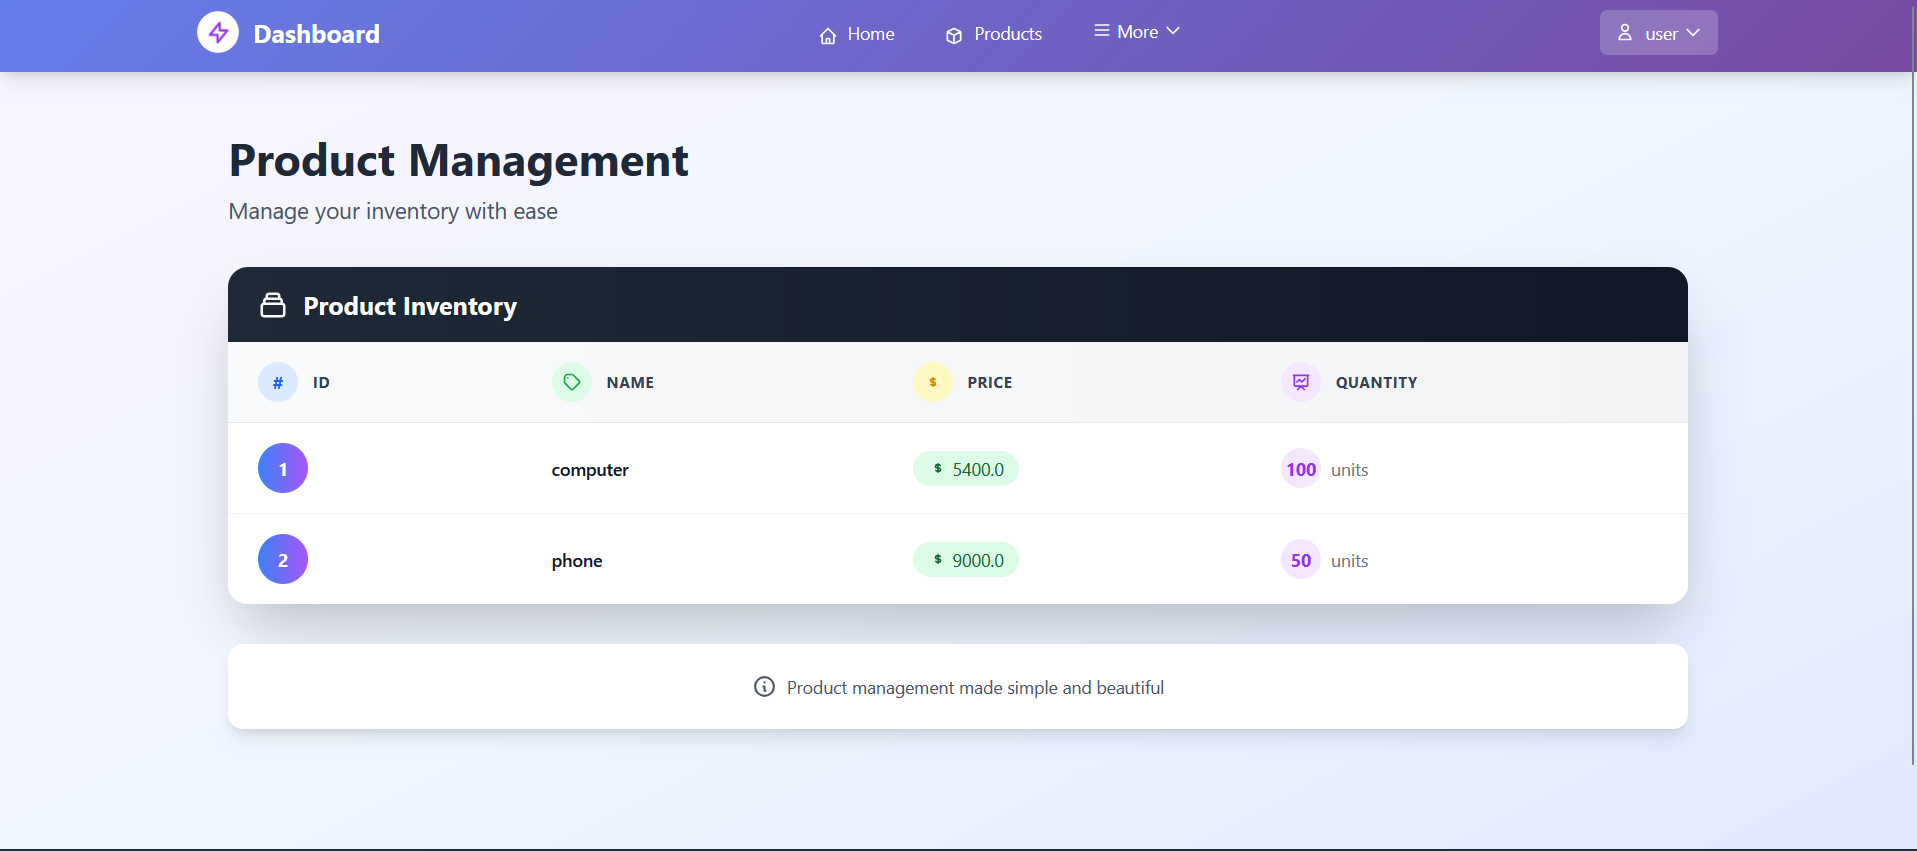 Dashboard
Home
Products
More
user
Product Management
Manage your inventory with ease
Product Inventory
# ID
NAME
$ PRICE
QUANTITY
1 computer $ 5400.0 100 units
2 phone $ 9000.0 50 units
Product management made simple and beautiful